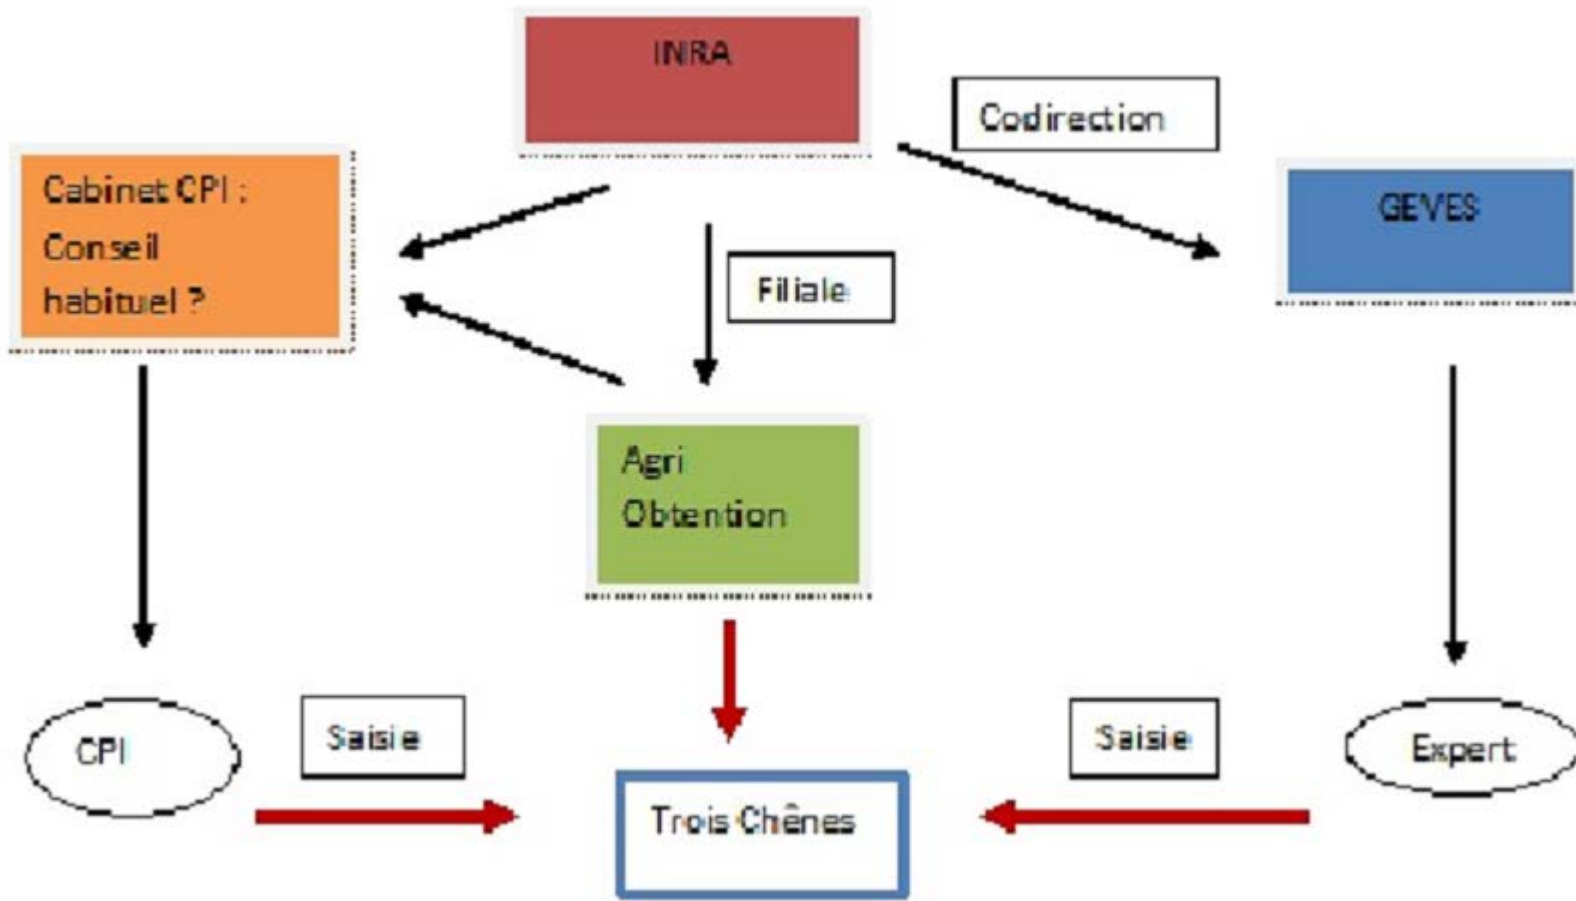 INRA
Codirection
Cabinet CPI :
Conseil
habituel ?
GEVES
Filiale
Agri
Obtention
CPI
Saisie
Saisie
Expert
Trois Chênes